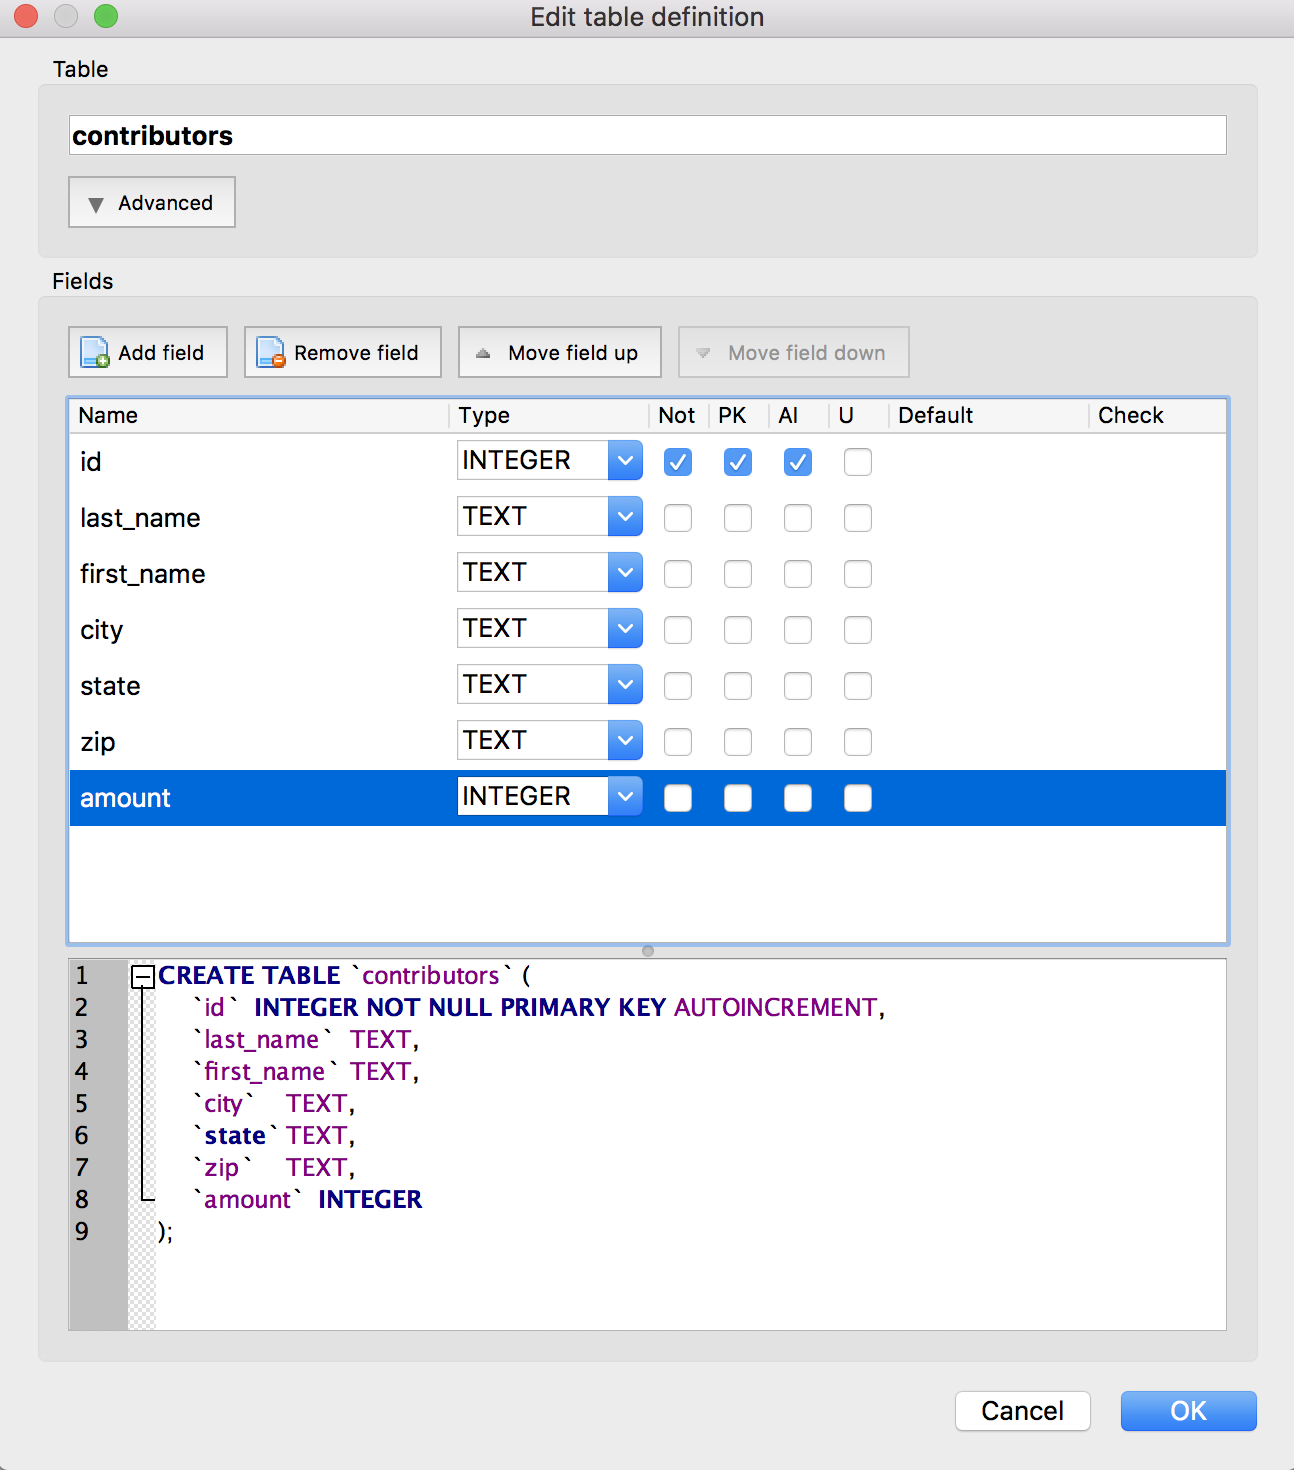 Edit table definition
Table
contributors
Advanced
Fields
Add field Remove field Move field up Move field down
Name Type Not PK AI U Default Check
id INTEGER
last_name TEXT
first_name TEXT
city TEXT
state TEXT
zip TEXT
amount INTEGER
1 CREATE TABLE `contributors` (
2 `id` INTEGER NOT NULL PRIMARY KEY AUTOINCREMENT,
3 `last_name` TEXT,
4 `first_name` TEXT,
5 `city` TEXT,
6 `state` TEXT,
7 `zip` TEXT,
8 `amount` INTEGER
9 );
Cancel OK